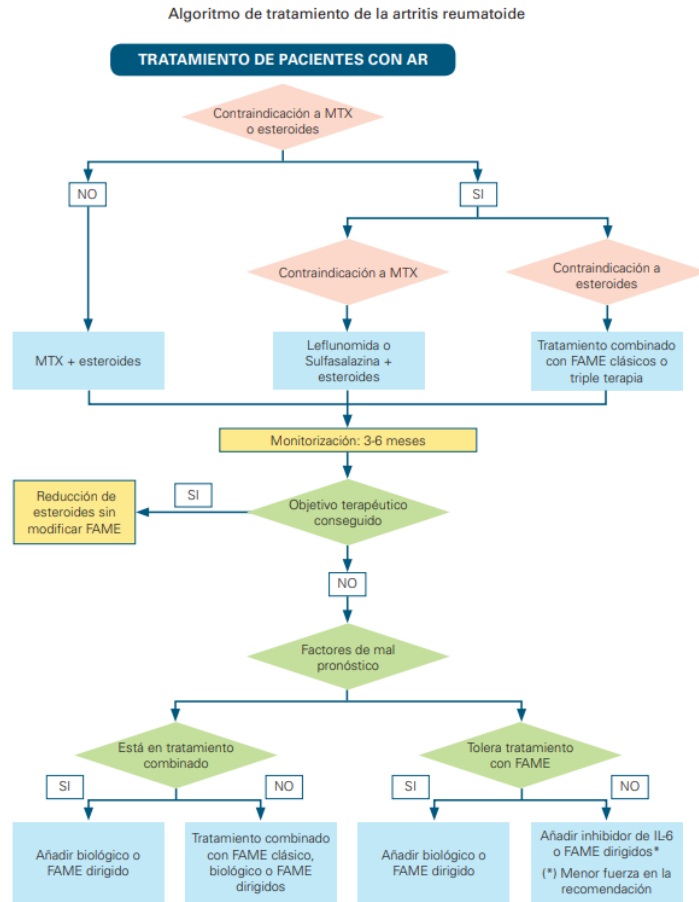 Algoritmo de tratamiento de la artritis reumatoide
TRATAMIENTO DE PACIENTES CON AR
Contraindicación a MTX
o esteroides
NO
SI
Contraindicación a MTX
Contraindicación a
esteroides
MTX + esteroides
Leflunomida o
Sulfasalazina +
esteroides
Tratamiento combinado
con FAME clásicos o
triple terapia
Monitorización: 3-6 meses
Objetivo terapéutico
conseguido
SI
Reducción de
esteroides sin
modificar FAME
NO
Factores de mal
pronóstico
Está en tratamiento
combinado
Tolera tratamiento
con FAME
SI
NO
SI
NO
Añadir biológico o
FAME dirigido
Tratamiento combinado
con FAME clásico,
biológico o FAME
dirigidos
Añadir biológico o
FAME dirigido
Añadir inhibidor de IL-6
o FAME dirigidos*
(*) Menor fuerza en la
recomendación